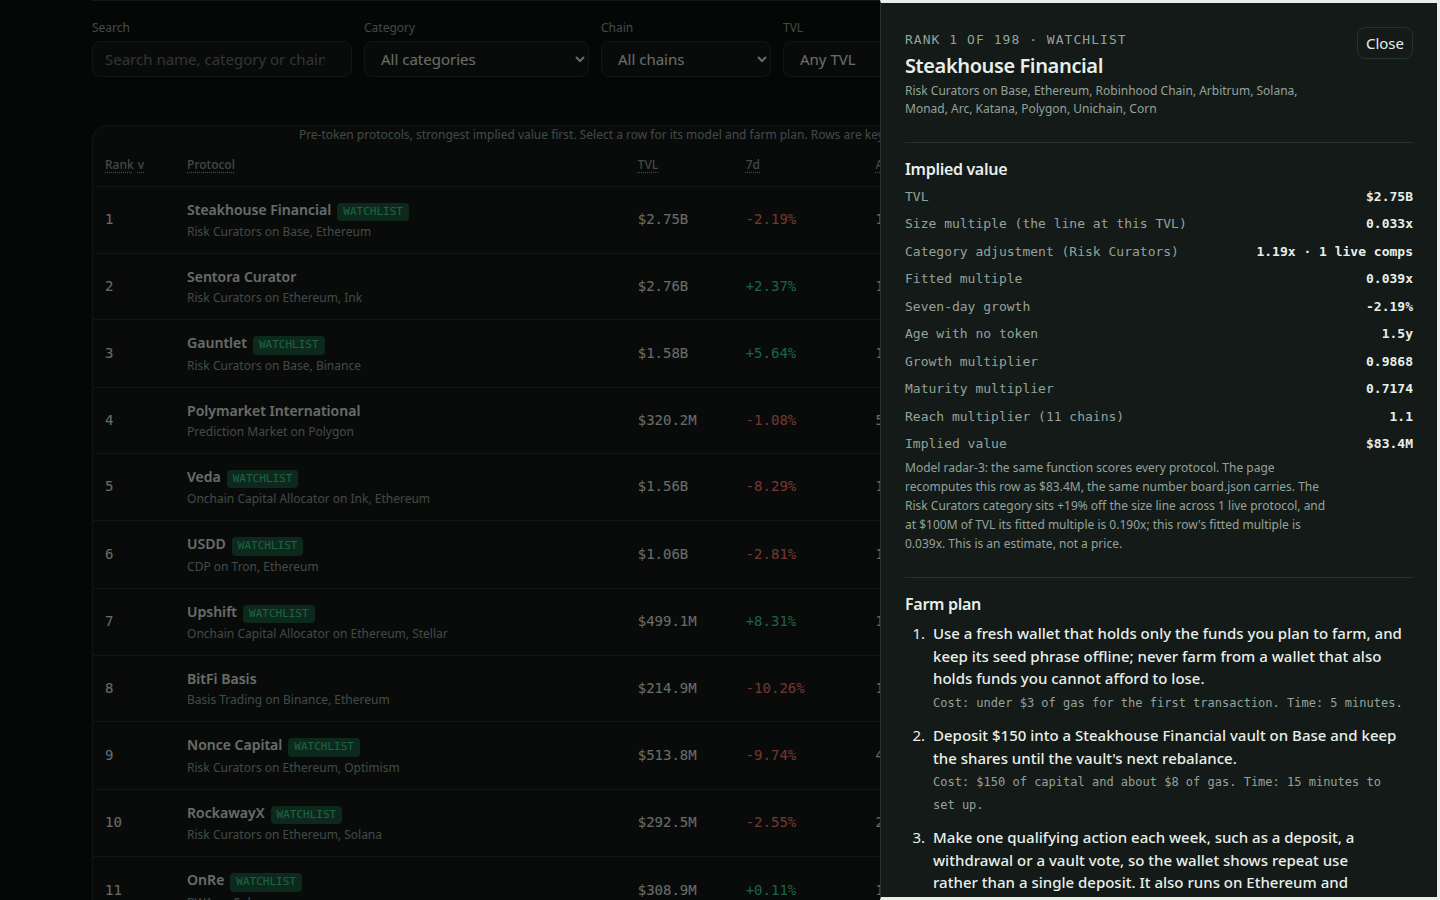 Search
Category
Chain
TVL
Search name, category or chain
All categories
All chains
Any TVL
Pre-token protocols, strongest implied value first. Select a row for its model and farm plan. Rows are key
Rank v
Protocol
TVL
7d
1
Steakhouse Financial WATCHLIST
Risk Curators on Base, Ethereum
$2.75B
-2.19%
2
Sentora Curator
Risk Curators on Ethereum, Ink
$2.76B
+2.37%
3
Gauntlet WATCHLIST
Risk Curators on Base, Binance
$1.58B
+5.64%
4
Polymarket International
Prediction Market on Polygon
$320.2M
-1.08%
5
Veda WATCHLIST
Onchain Capital Allocator on Ink, Ethereum
$1.56B
-8.29%
6
USDD WATCHLIST
CDP on Tron, Ethereum
$1.06B
-2.81%
7
Upshift WATCHLIST
Onchain Capital Allocator on Ethereum, Stellar
$499.1M
+8.31%
8
BitFi Basis
Basis Trading on Binance, Ethereum
$214.9M
-10.26%
9
Nonce Capital WATCHLIST
Risk Curators on Ethereum, Optimism
$513.8M
-9.74%
10
RockawayX WATCHLIST
Risk Curators on Ethereum, Solana
$292.5M
-2.55%
11
OnRe WATCHLIST
$308.9M
+0.11%
RANK 1 OF 198 · WATCHLIST
Close
Steakhouse Financial
Risk Curators on Base, Ethereum, Robinhood Chain, Arbitrum, Solana,
Monad, Arc, Katana, Polygon, Unichain, Corn
Implied value
TVL $2.75B
Size multiple (the line at this TVL) 0.033x
Category adjustment (Risk Curators) 1.19x · 1 live comps
Fitted multiple 0.039x
Seven-day growth -2.19%
Age with no token 1.5y
Growth multiplier 0.9868
Maturity multiplier 0.7174
Reach multiplier (11 chains) 1.1
Implied value $83.4M
Model radar-3: the same function scores every protocol. The page
recomputes this row as $83.4M, the same number board.json carries. The
Risk Curators category sits +19% off the size line across 1 live protocol, and
at $100M of TVL its fitted multiple is 0.190x; this row's fitted multiple is
0.039x. This is an estimate, not a price.
Farm plan
1. Use a fresh wallet that holds only the funds you plan to farm, and
keep its seed phrase offline; never farm from a wallet that also
holds funds you cannot afford to lose.
Cost: under $3 of gas for the first transaction. Time: 5 minutes.
2. Deposit $150 into a Steakhouse Financial vault on Base and keep
the shares until the vault's next rebalance.
Cost: $150 of capital and about $8 of gas. Time: 15 minutes to
set up.
3. Make one qualifying action each week, such as a deposit, a
withdrawal or a vault vote, so the wallet shows repeat use
rather than a single deposit. It also runs on Ethereum and